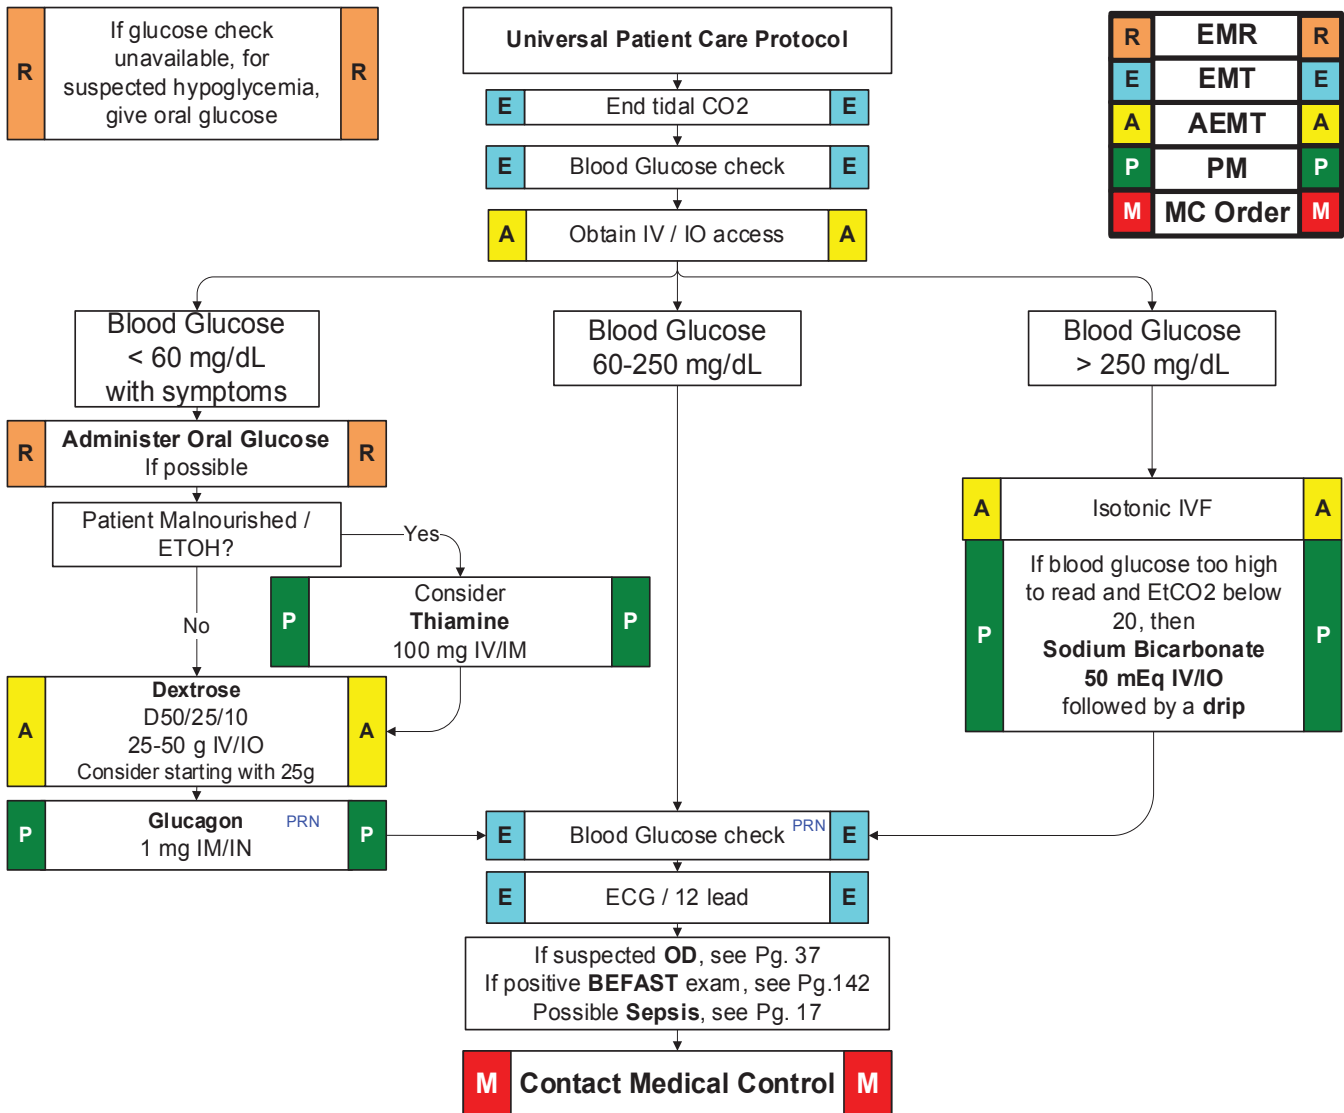 R
If glucose check
unavailable, for
suspected hypoglycemia,
give oral glucose
R
Universal Patient Care Protocol
R EMR R
E EMT E
A AEMT A
P PM P
M MC Order M
E End tidal CO2 E
E Blood Glucose check E
A Obtain IV / IO access A
Blood Glucose
< 60 mg/dL
with symptoms
Blood Glucose
60-250 mg/dL
Blood Glucose
> 250 mg/dL
R
Administer Oral Glucose
If possible
R
Patient Malnourished /
ETOH?
Yes
P
Consider
Thiamine
100 mg IV/IM
P
No
A
Dextrose
D50/25/10
25-50 g IV/IO
Consider starting with 25g
A
P
Glucagon PRN
1 mg IM/IN
P
A Isotonic IVF A
P
If blood glucose too high
to read and EtCO2 below
20, then
Sodium Bicarbonate
50 mEq IV/IO
followed by a drip
P
E Blood Glucose check PRN E
E ECG / 12 lead E
If suspected OD, see Pg. 37
If positive BEFAST exam, see Pg.142
Possible Sepsis, see Pg. 17
M Contact Medical Control M